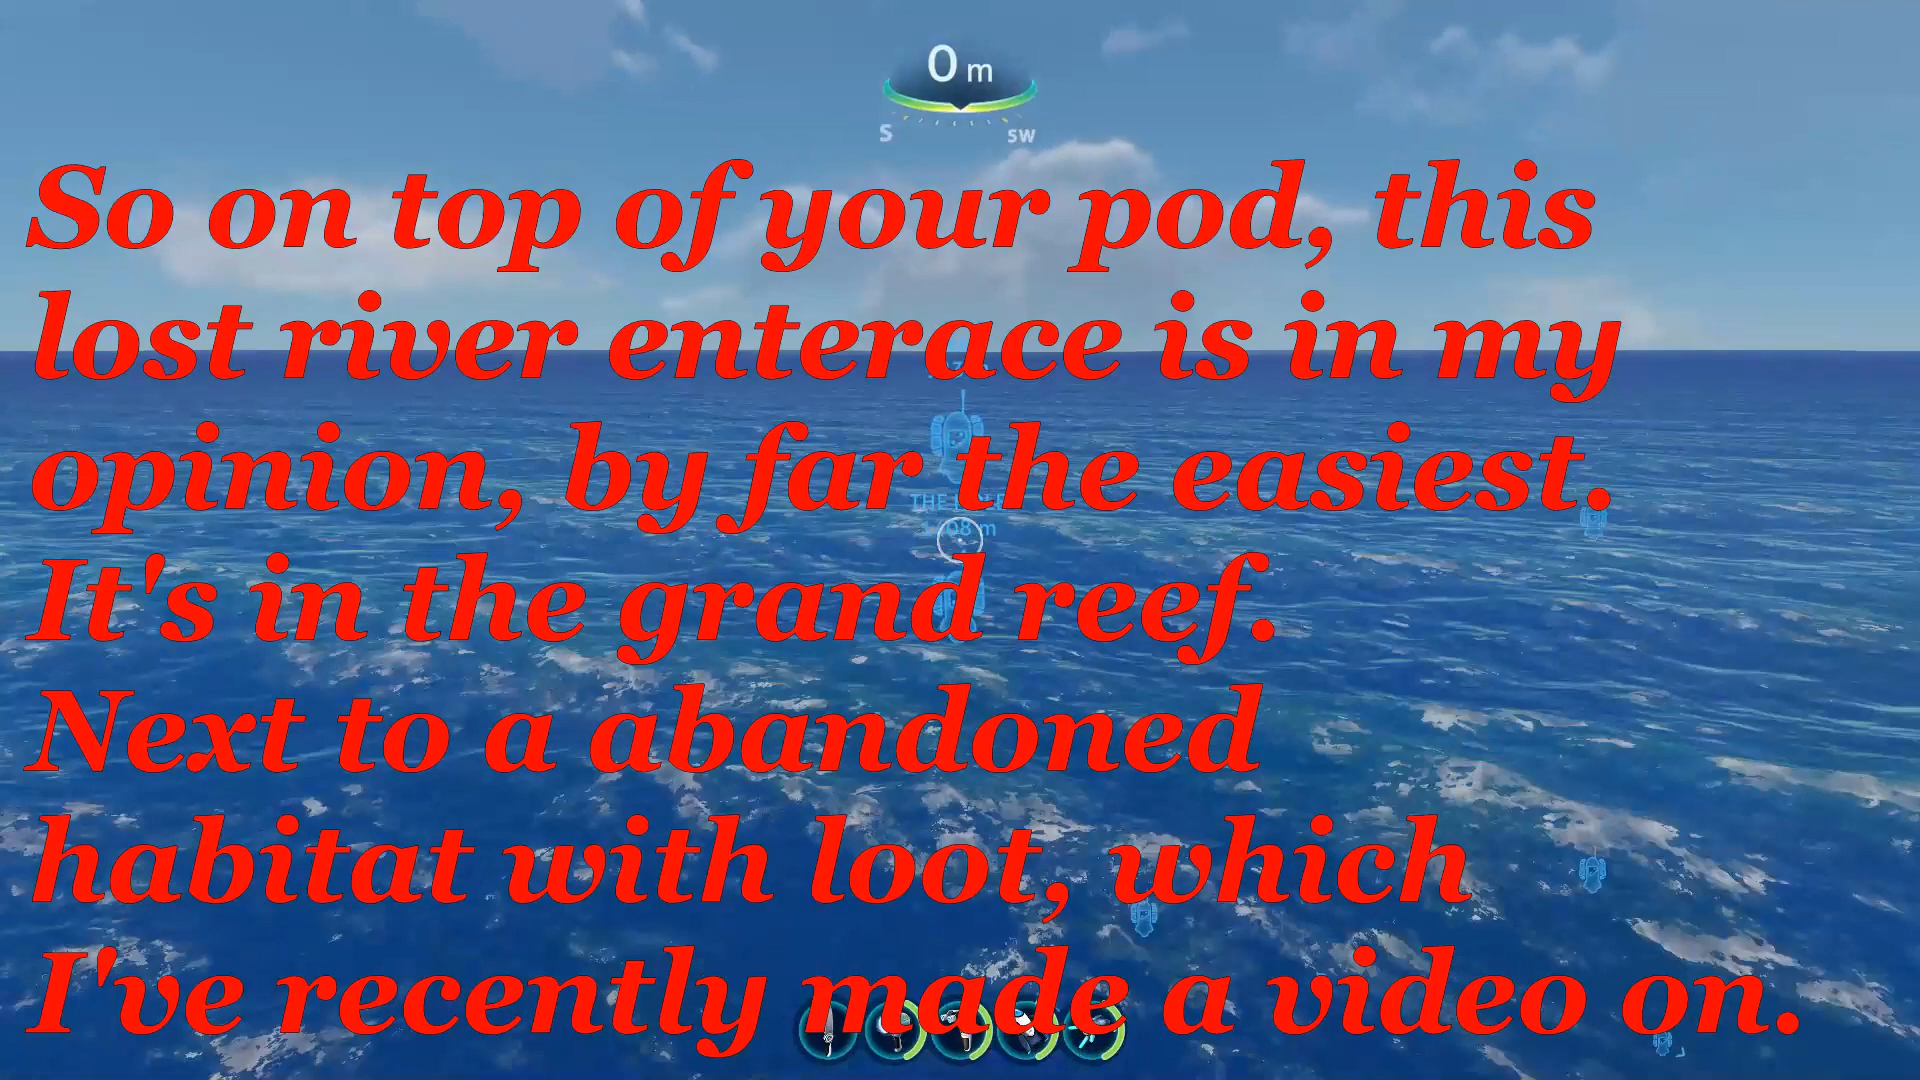 0 m
S SW
So on top of your pod, this
lost river enterace is in my
opinion, by far the easiest.
It's in the grand reef.
Next to a abandoned
habitat with loot, which
I've recently made a video on.
THE